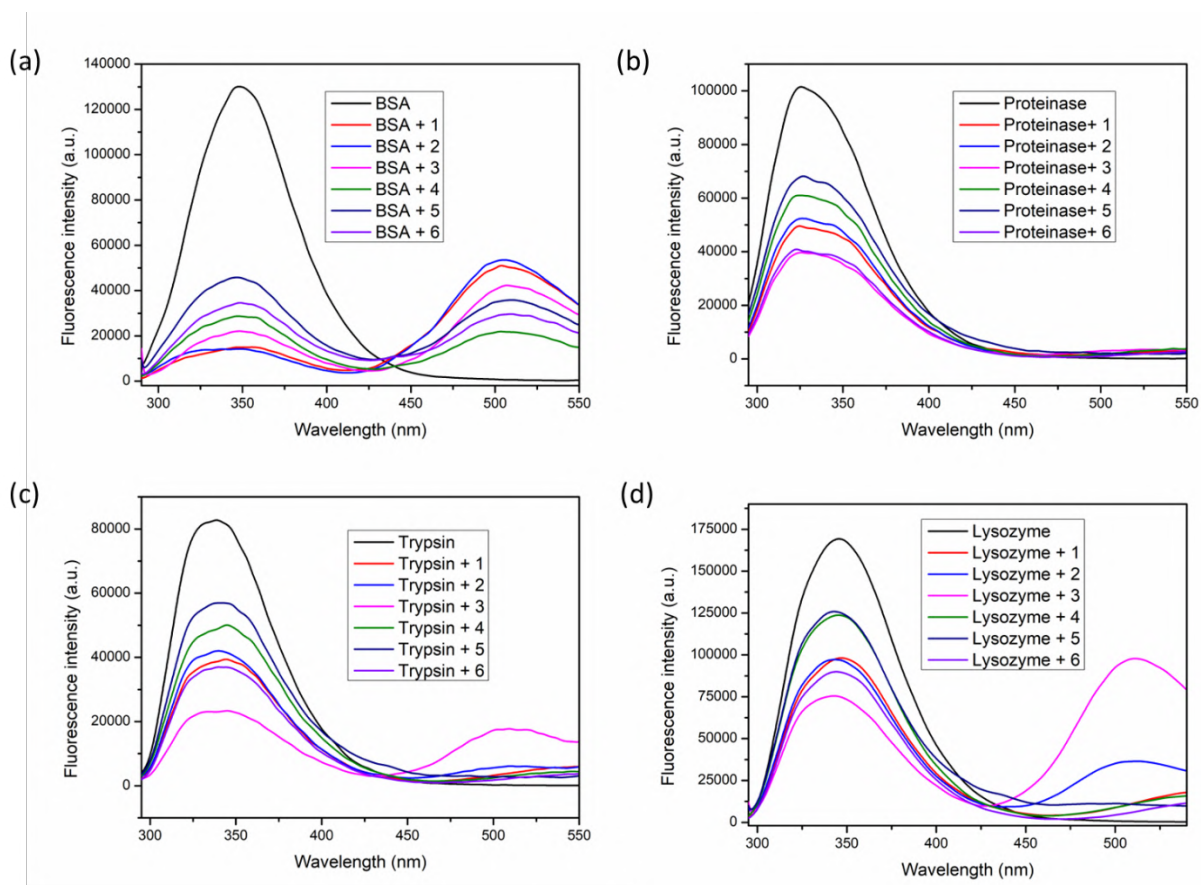 (a)
140000
120000
100000
80000
60000
40000
20000
0
300
350
400
450
500
550
Fluorescence intensity (a.u.)
Wavelength (nm)
BSA
BSA + 1
BSA + 2
BSA + 3
BSA + 4
BSA + 5
BSA + 6
(b)
100000
80000
60000
40000
20000
0
300
350
400
450
500
550
Fluorescence intensity (a.u.)
Wavelength (nm)
Proteinase
Proteinase+ 1
Proteinase+ 2
Proteinase+ 3
Proteinase+ 4
Proteinase+ 5
Proteinase+ 6
(c)
80000
60000
40000
20000
0
300
350
400
450
500
550
Fluorescence intensity (a.u.)
Wavelength (nm)
Trypsin
Trypsin + 1
Trypsin + 2
Trypsin + 3
Trypsin + 4
Trypsin + 5
Trypsin + 6
(d)
175000
150000
125000
100000
75000
50000
25000
0
300
350
400
450
500
Fluorescence intensity (a.u.)
Wavelength (nm)
Lysozyme
Lysozyme + 1
Lysozyme + 2
Lysozyme + 3
Lysozyme + 4
Lysozyme + 5
Lysozyme + 6